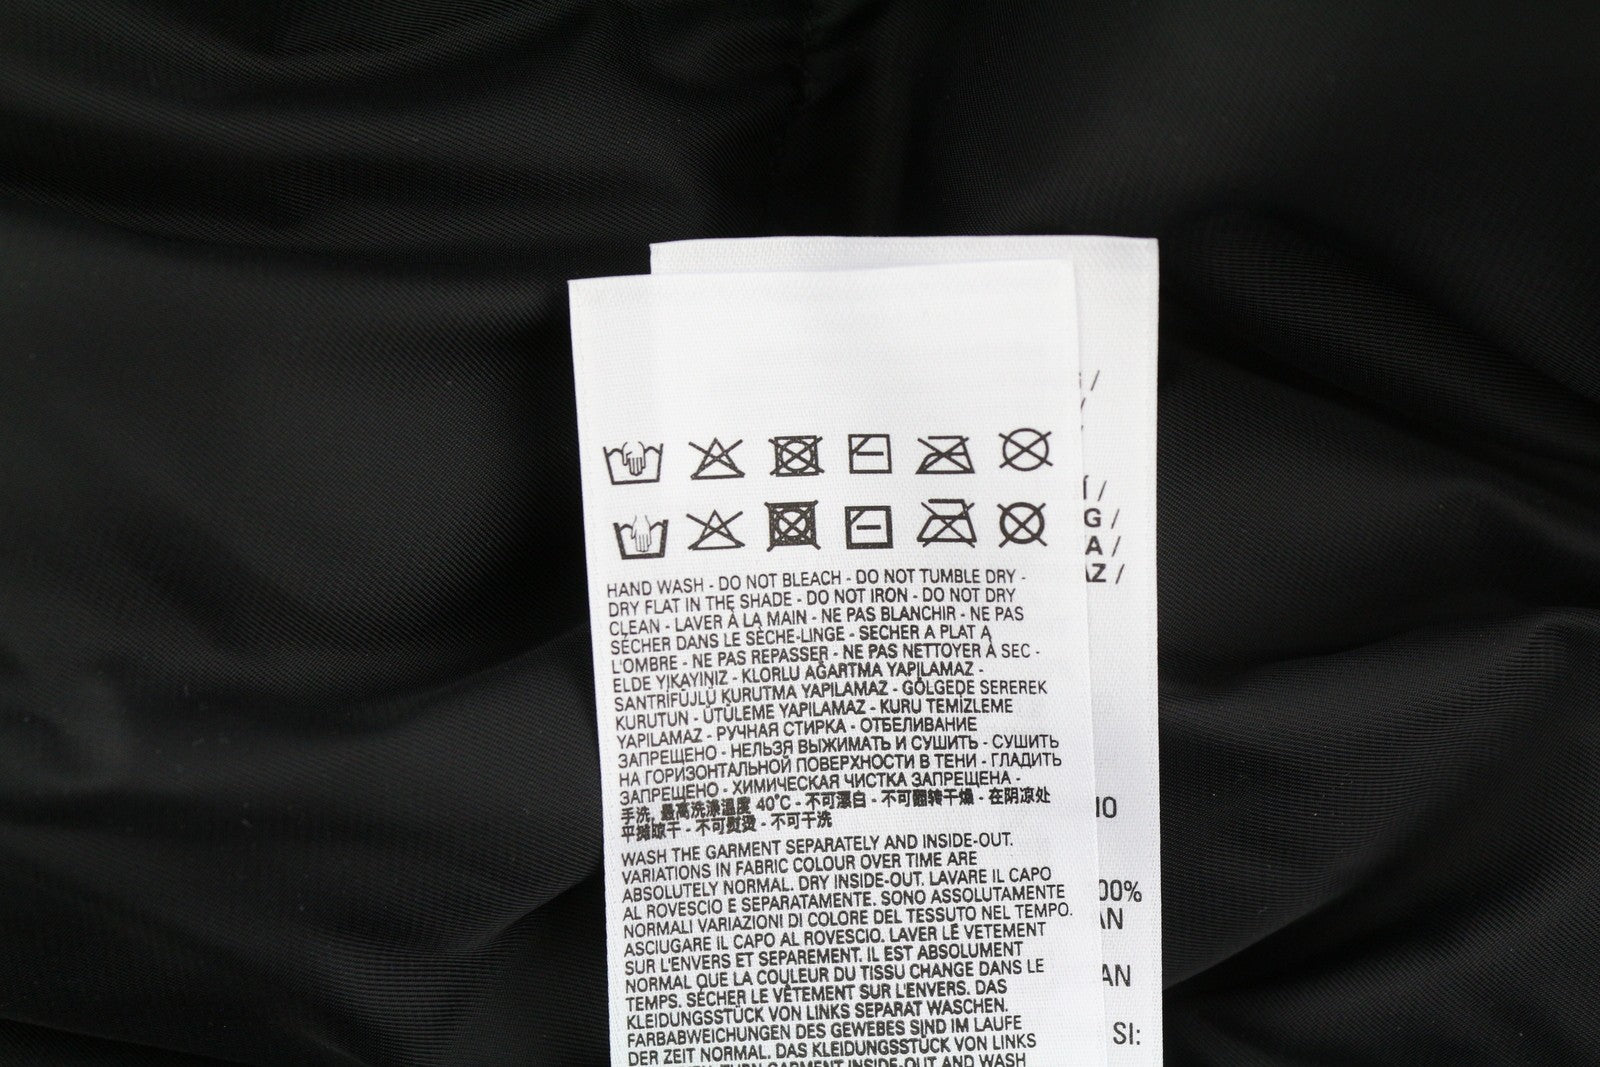 HAND WASH - DO NOT BLEACH - DO NOT TUMBLE DRY -
DRY FLAT IN THE SHADE - DO NOT IRON - DO NOT DRY
CLEAN - LAVER À LA MAIN - NE PAS BLANCHIR - NE PAS
SÉCHER DANS LE SÈCHE-LINGE - SECHER A PLAT A
L'OMBRE - NE PAS REPASSER - NE PAS NETTOYER À SEC -
ELDE YIKAYINIZ - KLORLU AĞARTMA YAPILAMAZ -
SANTRİFÜJLÜ KURUTMA YAPILAMAZ - GÖLGEDE SEREREK
KURUTUN - ÜTÜLEME YAPILAMAZ - KURU TEMİZLEME
YAPILAMAZ - РУЧНАЯ СТИРКА - ОТБЕЛИВАНИЕ
ЗАПРЕЩЕНО - НЕЛЬЗЯ ВЫЖИМАТЬ И СУШИТЬ - СУШИТЬ
НА ГОРИЗОНТАЛЬНОЙ ПОВЕРХНОСТИ В ТЕНИ - ГЛАДИТЬ
ЗАПРЕЩЕНО - ХИМИЧЕСКАЯ ЧИСТКА ЗАПРЕЩЕНА -
手洗, 最高洗涤温度 40°C - 不可漂白 - 不可翻转干燥 - 在阴凉处
平摊晾干 - 不可熨烫 - 不可干洗
WASH THE GARMENT SEPARATELY AND INSIDE-OUT.
VARIATIONS IN FABRIC COLOUR OVER TIME ARE
ABSOLUTELY NORMAL. DRY INSIDE-OUT. LAVARE IL CAPO
AL ROVESCIO E SEPARATAMENTE. SONO ASSOLUTAMENTE
NORMALI VARIAZIONI DI COLORE DEL TESSUTO NEL TEMPO.
ASCIUGARE IL CAPO AL ROVESCIO. LAVER LE VETEMENT
SUR L'ENVERS ET SEPAREMENT. IL EST ABSOLUMENT
NORMAL QUE LA COULEUR DU TISSU CHANGE DANS LE
TEMPS. SÉCHER LE VÊTEMENT SUR L'ENVERS. DAS
KLEIDUNGSSTÜCK VON LINKS SEPARAT WASCHEN.
FARBABWEICHUNGEN DES GEWEBES SIND IM LAUFE
DER ZEIT NORMAL. DAS KLEIDUNGSSTÜCK VON LINKS
TURN GARMENT INSIDE-OUT AND WASH
G /
A /
AZ /
00%
AN
AN
SI: